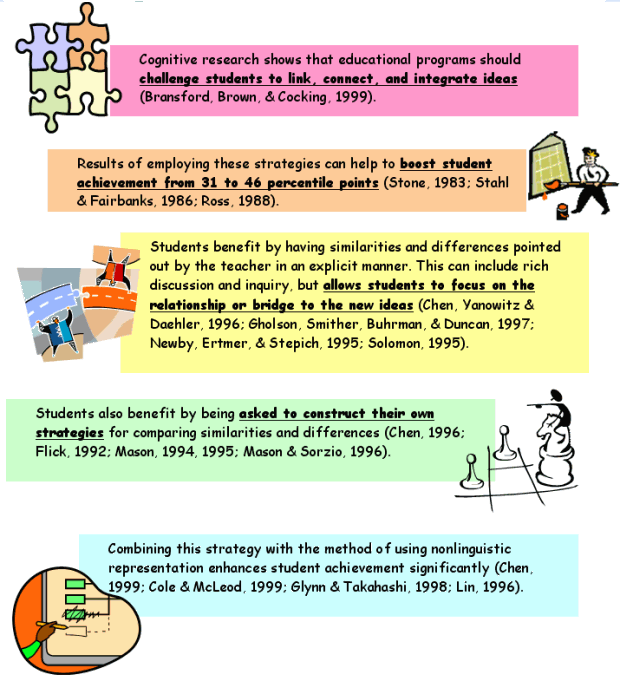 Cognitive research shows that educational programs should
challenge students to link, connect, and integrate ideas
(Bransford, Brown, & Cocking, 1999).
Results of employing these strategies can help to boost student
achievement from 31 to 46 percentile points (Stone, 1983; Stahl
& Fairbanks, 1986; Ross, 1988).
Students benefit by having similarities and differences pointed
out by the teacher in an explicit manner. This can include rich
discussion and inquiry, but allows students to focus on the
relationship or bridge to the new ideas (Chen, Yanowitz &
Daehler, 1996; Gholson, Smither, Buhrman, & Duncan, 1997;
Newby, Ertmer, & Stepich, 1995; Solomon, 1995).
Students also benefit by being asked to construct their own
strategies for comparing similarities and differences (Chen, 1996;
Flick, 1992; Mason, 1994, 1995; Mason & Sorzio, 1996).
Combining this strategy with the method of using nonlinguistic
representation enhances student achievement significantly (Chen,
1999; Cole & McLeod, 1999; Glynn & Takahashi, 1998; Lin, 1996).